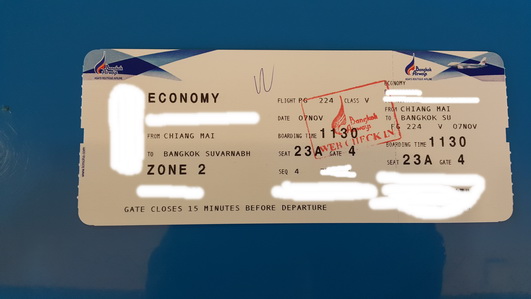 Bangkok Airways
ECONOMY
FROM CHIANG MAI
TO BANGKOK SUVARNABH
ZONE 2
GATE CLOSES 15 MINUTES BEFORE DEPARTURE
FLIGHT PG 224 CLASS V
DATE 07NOV
BOARDING TIME 1130
SEAT 23A GATE 4
SEQ 4
Bangkok Airways
WEB CHECK IN
Bangkok Airways
ECONOMY
FROM CHIANG MAI
TO BANGKOK SU
PG 224 V 07NOV
BOARDING TIME 1130
SEAT 23A GATE 4